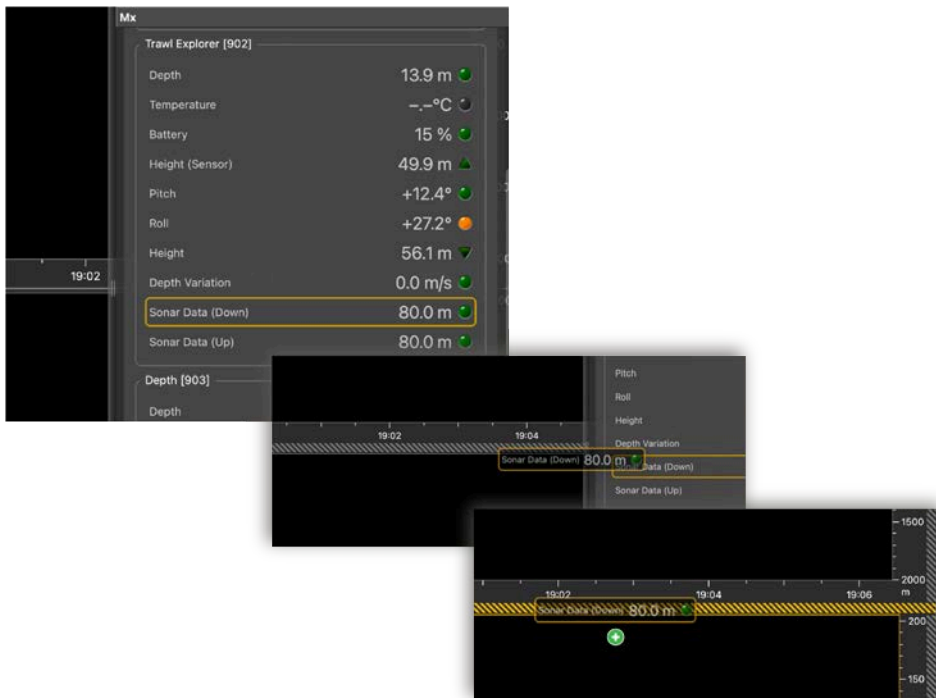 Mx
Trawl Explorer [902]
Depth 13.9 m
Temperature -.-°C
Battery 15 %
Height (Sensor) 49.9 m
Pitch +12.4°
Roll +27.2°
Height 56.1 m
Depth Variation 0.0 m/s
Sonar Data (Down) 80.0 m
Sonar Data (Up) 80.0 m
Depth [903]
Depth
19:02
Pitch
Roll
Height
Depth Variation
Sonar Data (Down)
Sonar Data (Up)
19:02 19:04
Sonar Data (Down) 80.0 m
1500
2000
m
19:02 19:04 19:06
Sonar Data (Down) 80.0 m
200
150